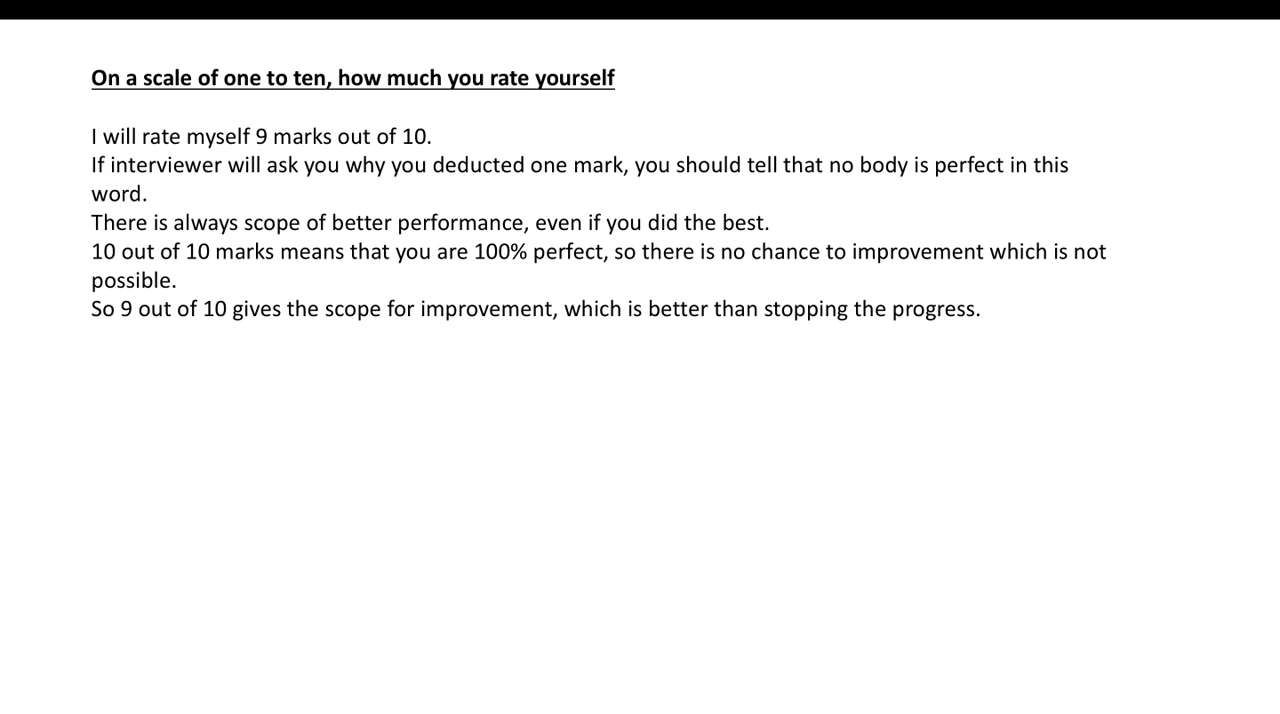 On a scale of one to ten, how much you rate yourself
I will rate myself 9 marks out of 10.
If interviewer will ask you why you deducted one mark, you should tell that no body is perfect in this
word.
There is always scope of better performance, even if you did the best.
10 out of 10 marks means that you are 100% perfect, so there is no chance to improvement which is not
possible.
So 9 out of 10 gives the scope for improvement, which is better than stopping the progress.